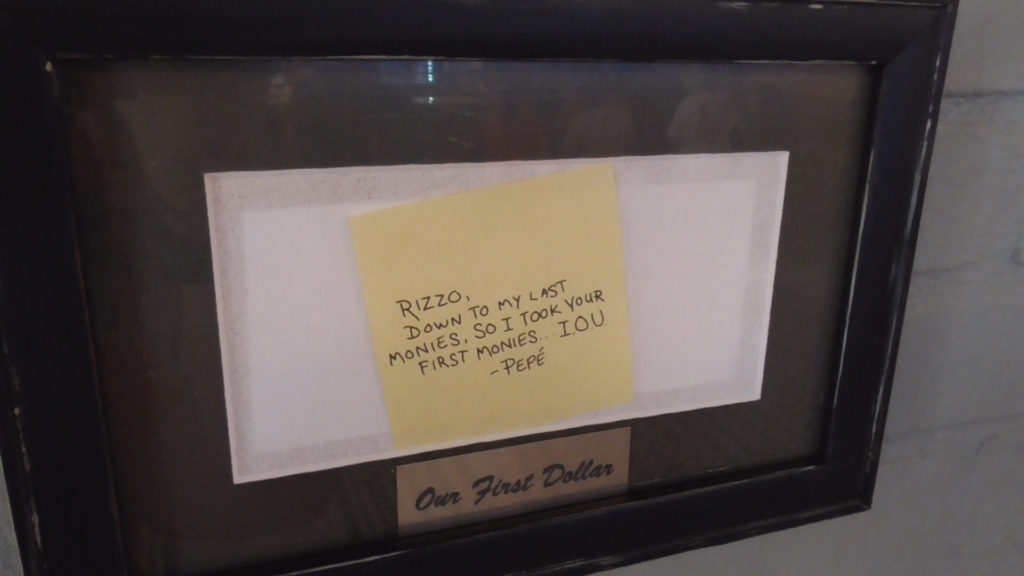 RIZZO,
DOWN TO MY LAST
MONIES, SO I TOOK YOUR
FIRST MONIES... I.O.U
-PEPÉ
Our First Dollar